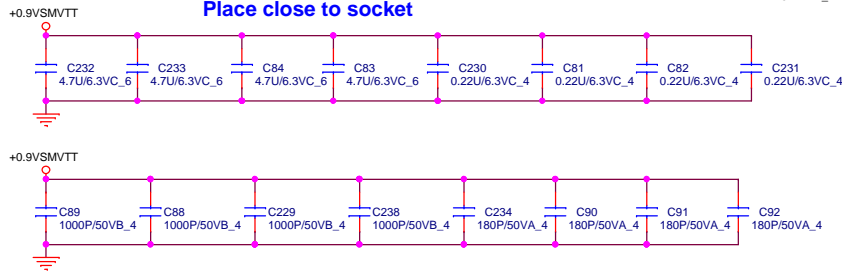 Place close to socket
+0.9VSMVTT
C232 C233 C84 C83 C230 C81 C82 C231
4.7U/6.3VC_6 4.7U/6.3VC_6 4.7U/6.3VC_6 4.7U/6.3VC_6 0.22U/6.3VC_4 0.22U/6.3VC_4 0.22U/6.3VC_4 0.22U/6.3VC_4
+0.9VSMVTT
C89 C88 C229 C238 C234 C90 C91 C92
1000P/50VB_4 1000P/50VB_4 1000P/50VB_4 1000P/50VB_4 180P/50VA_4 180P/50VA_4 180P/50VA_4 180P/50VA_4